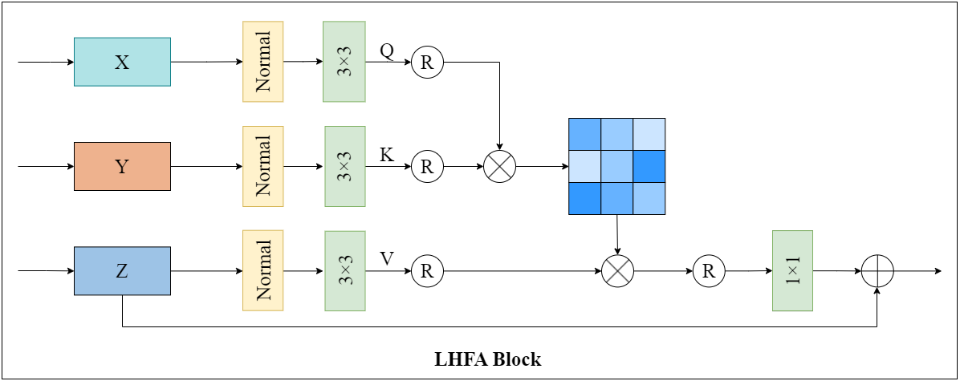 X
Normal
3×3
Q
R
Y
Normal
3×3
K
R
Z
Normal
3×3
V
R
R
1×1
LHFA Block